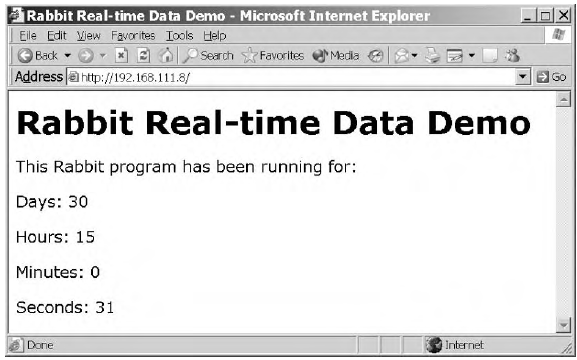 Rabbit Real-time Data Demo - Microsoft Internet Explorer
File Edit View Favorites Tools Help
Back Search Favorites Media
Address http://192.168.111.8/ Go
Rabbit Real-time Data Demo
This Rabbit program has been running for:
Days: 30
Hours: 15
Minutes: 0
Seconds: 31
Done Internet